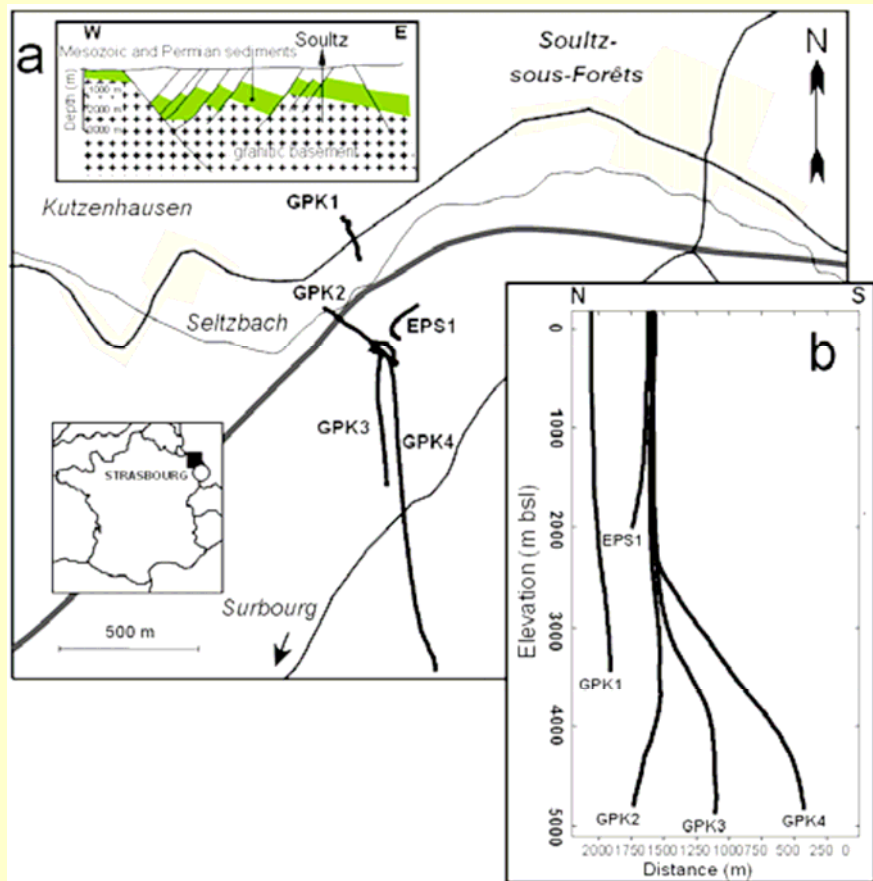 a
W
E
Soultz
Mesozoic and Permian sediments
Depth (m)
1000 m
2000 m
3000 m
granitic basement
Soultz-
sous-Forêts
N
Kutzenhausen
GPK1
GPK2
EPS1
Seltzbach
GPK3
GPK4
STRASBOURG
Surbourg
500 m
N
S
b
0
1000
2000
3000
4000
5000
Elevation (m bsl)
EPS1
GPK1
GPK2
GPK3
GPK4
2000 1750 1500 1250 1000 750 500 250 0
Distance (m)